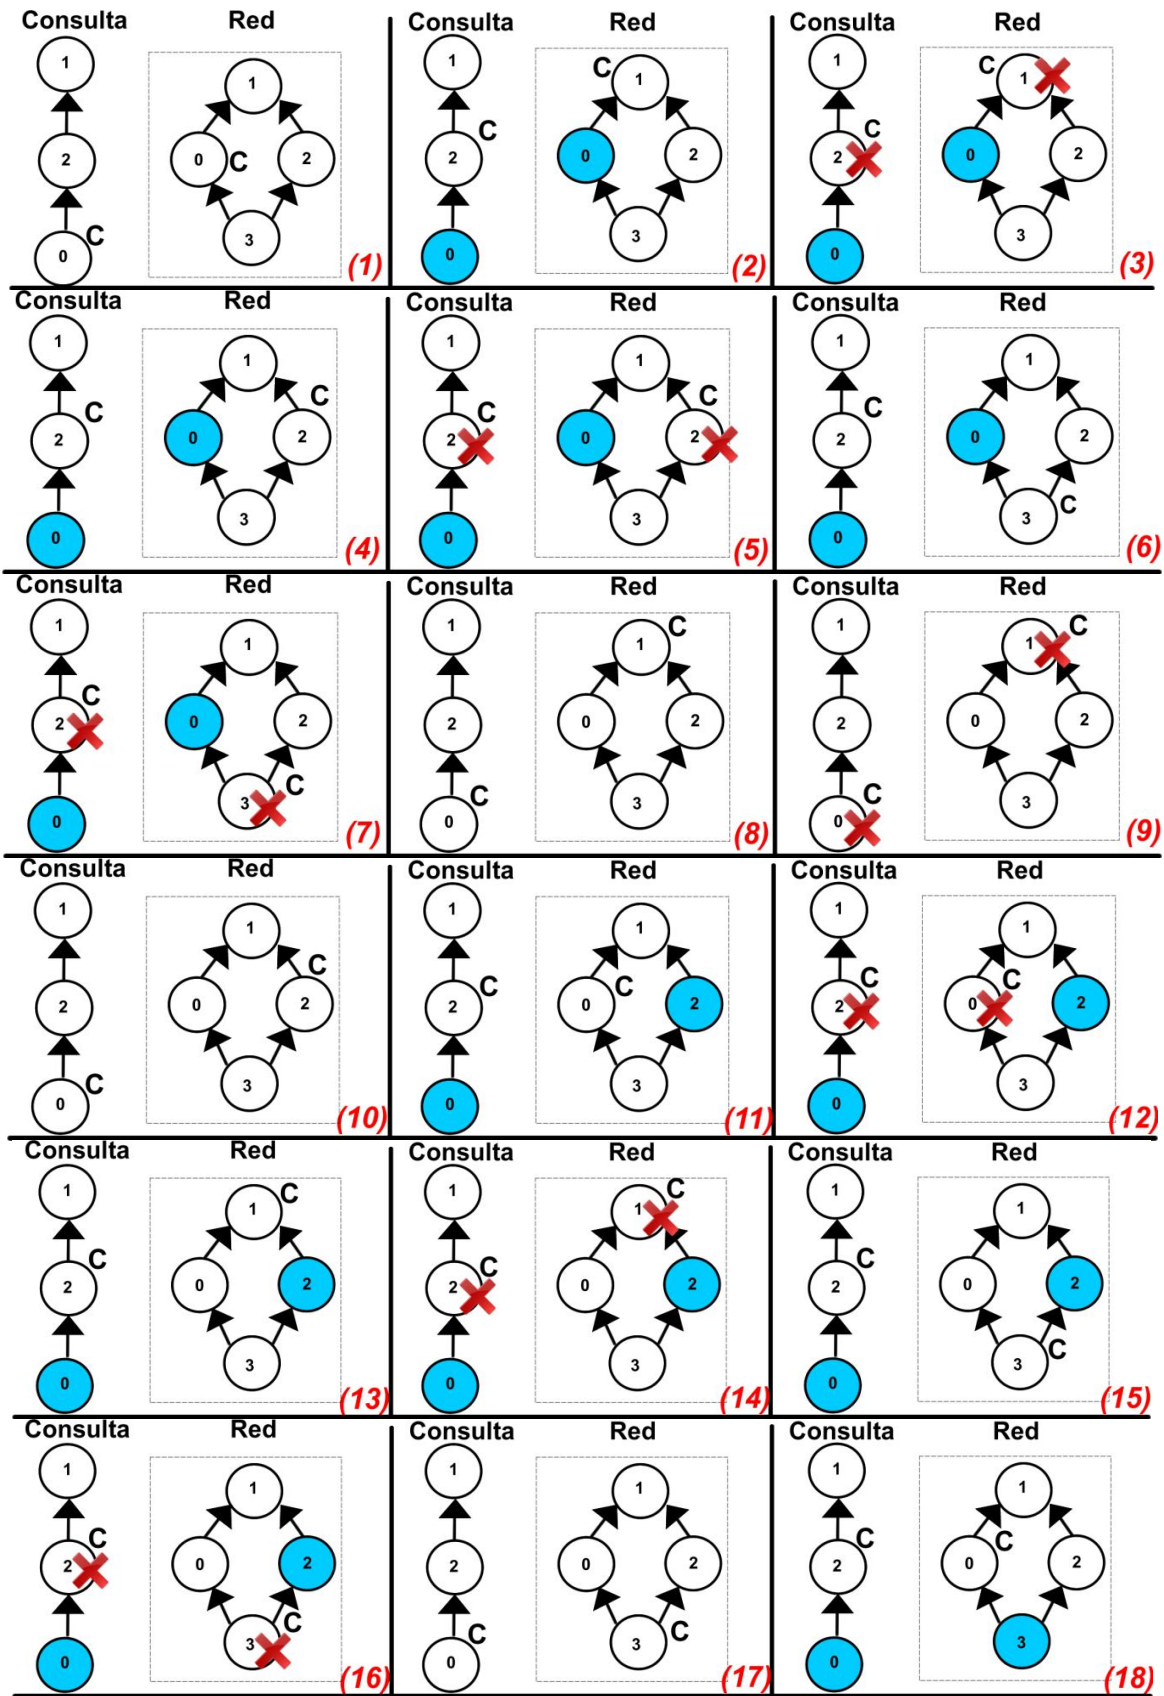 Consulta Red
1 1
2 0 C 2
C
0 3
(1)
Consulta Red
1 C 1
C
2 0 2
3
0
(2)
Consulta Red
1 C 1
C
2 0 2
3
0
(3)
Consulta Red
1 1
C C
2 0 2
3
0
(4)
Consulta Red
1 1
C C
2 0 2
3
0
(5)
Consulta Red
1 1
C
2 0 2
C
3
0
(6)
Consulta Red
1 1
C
2 0 2
C
3
0
(7)
Consulta Red
1 C
1
2 0 2
C 3
0
(8)
Consulta Red
1 C
1
2 0 2
C 3
0
(9)
Consulta Red
1 1
C
2 0 2
C 3
0
(10)
Consulta Red
1 1
C C
2 0 2
3
0
(11)
Consulta Red
1 1
C C
2 0 2
3
0
(12)
Consulta Red
1 C
1
C
2 0 2
3
0
(13)
Consulta Red
1 C
1
C
2 0 2
3
0
(14)
Consulta Red
1 1
C
2 0 2
C
3
0
(15)
Consulta Red
1 1
C
2 0 2
C
3
0
(16)
Consulta Red
1 1
2 0 2
C C
3
0
(17)
Consulta Red
1 1
C C
2 0 2
3
0
(18)